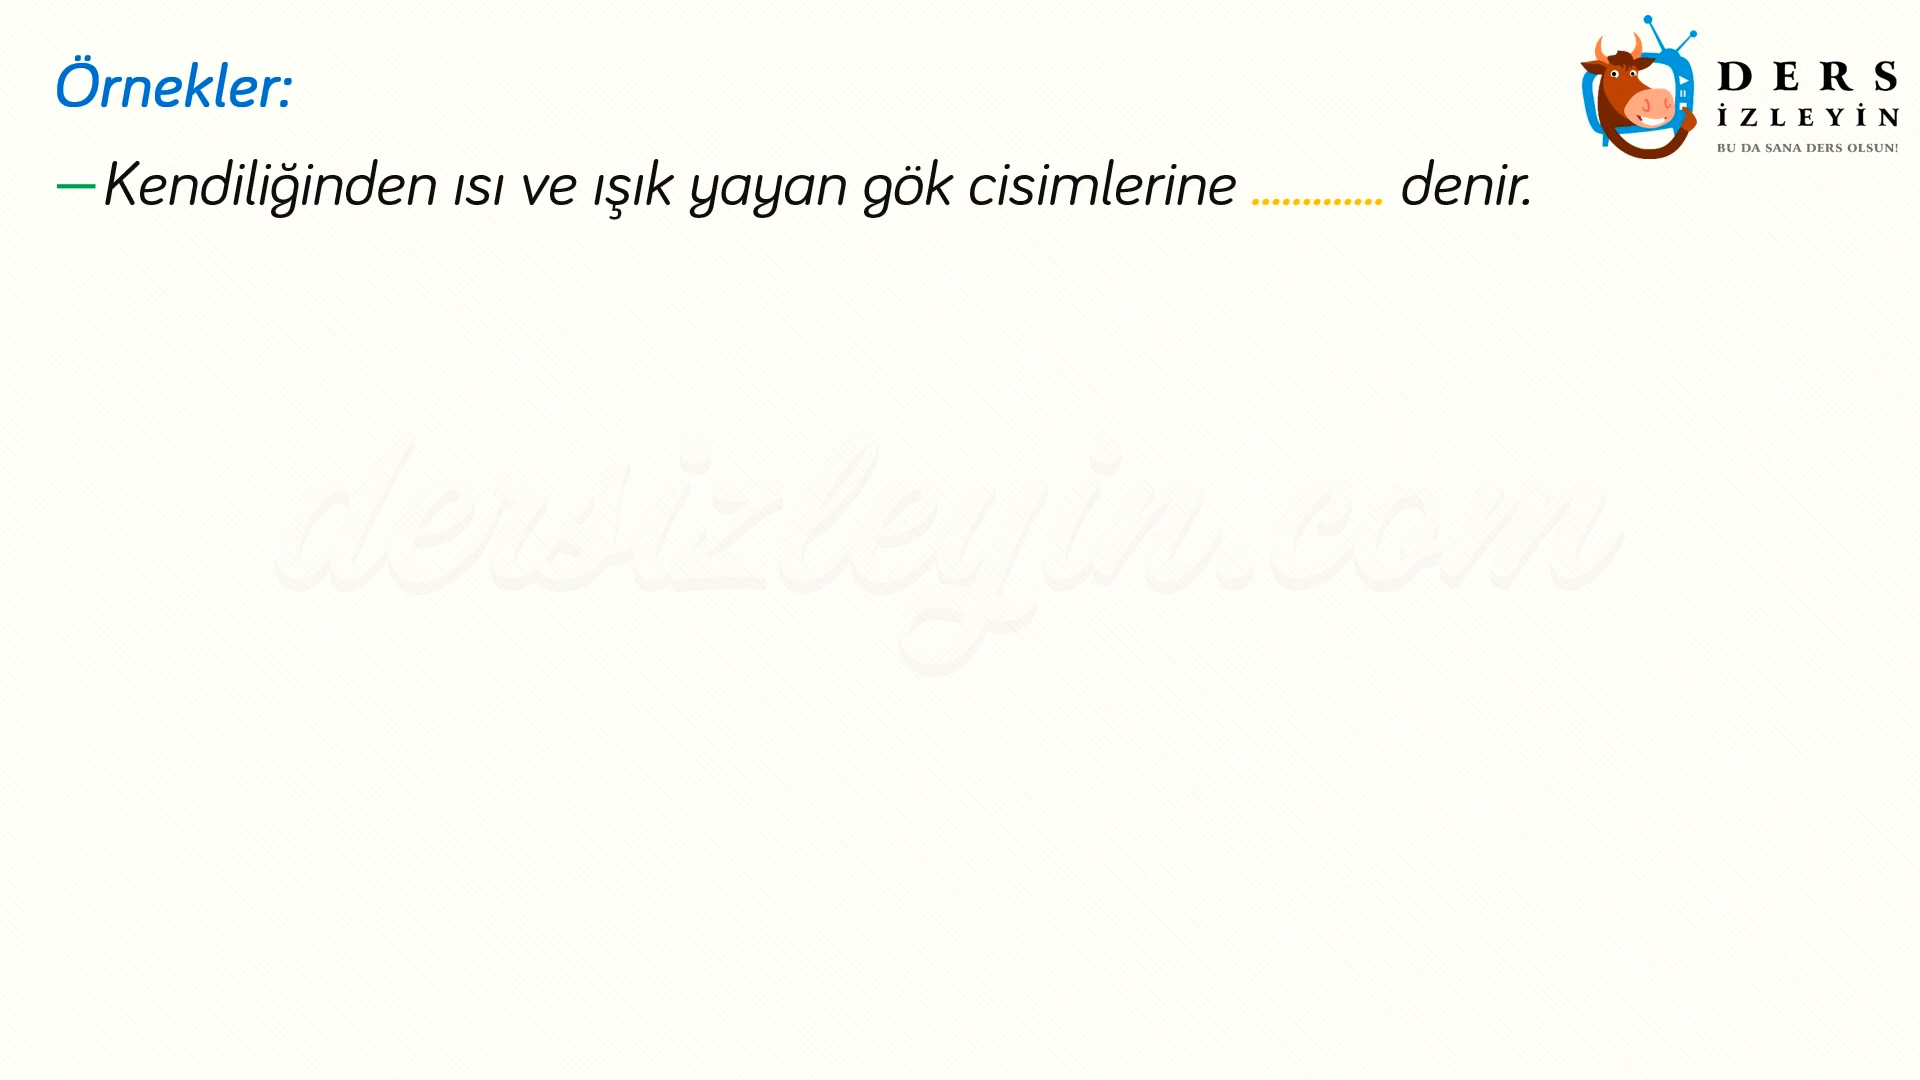 Örnekler:
DERS
İZLEYİN
BU DA SANA DERS OLSUN!
—Kendiliğinden ısı ve ışık yayan gök cisimlerine ............. denir.
dersizleyin.com